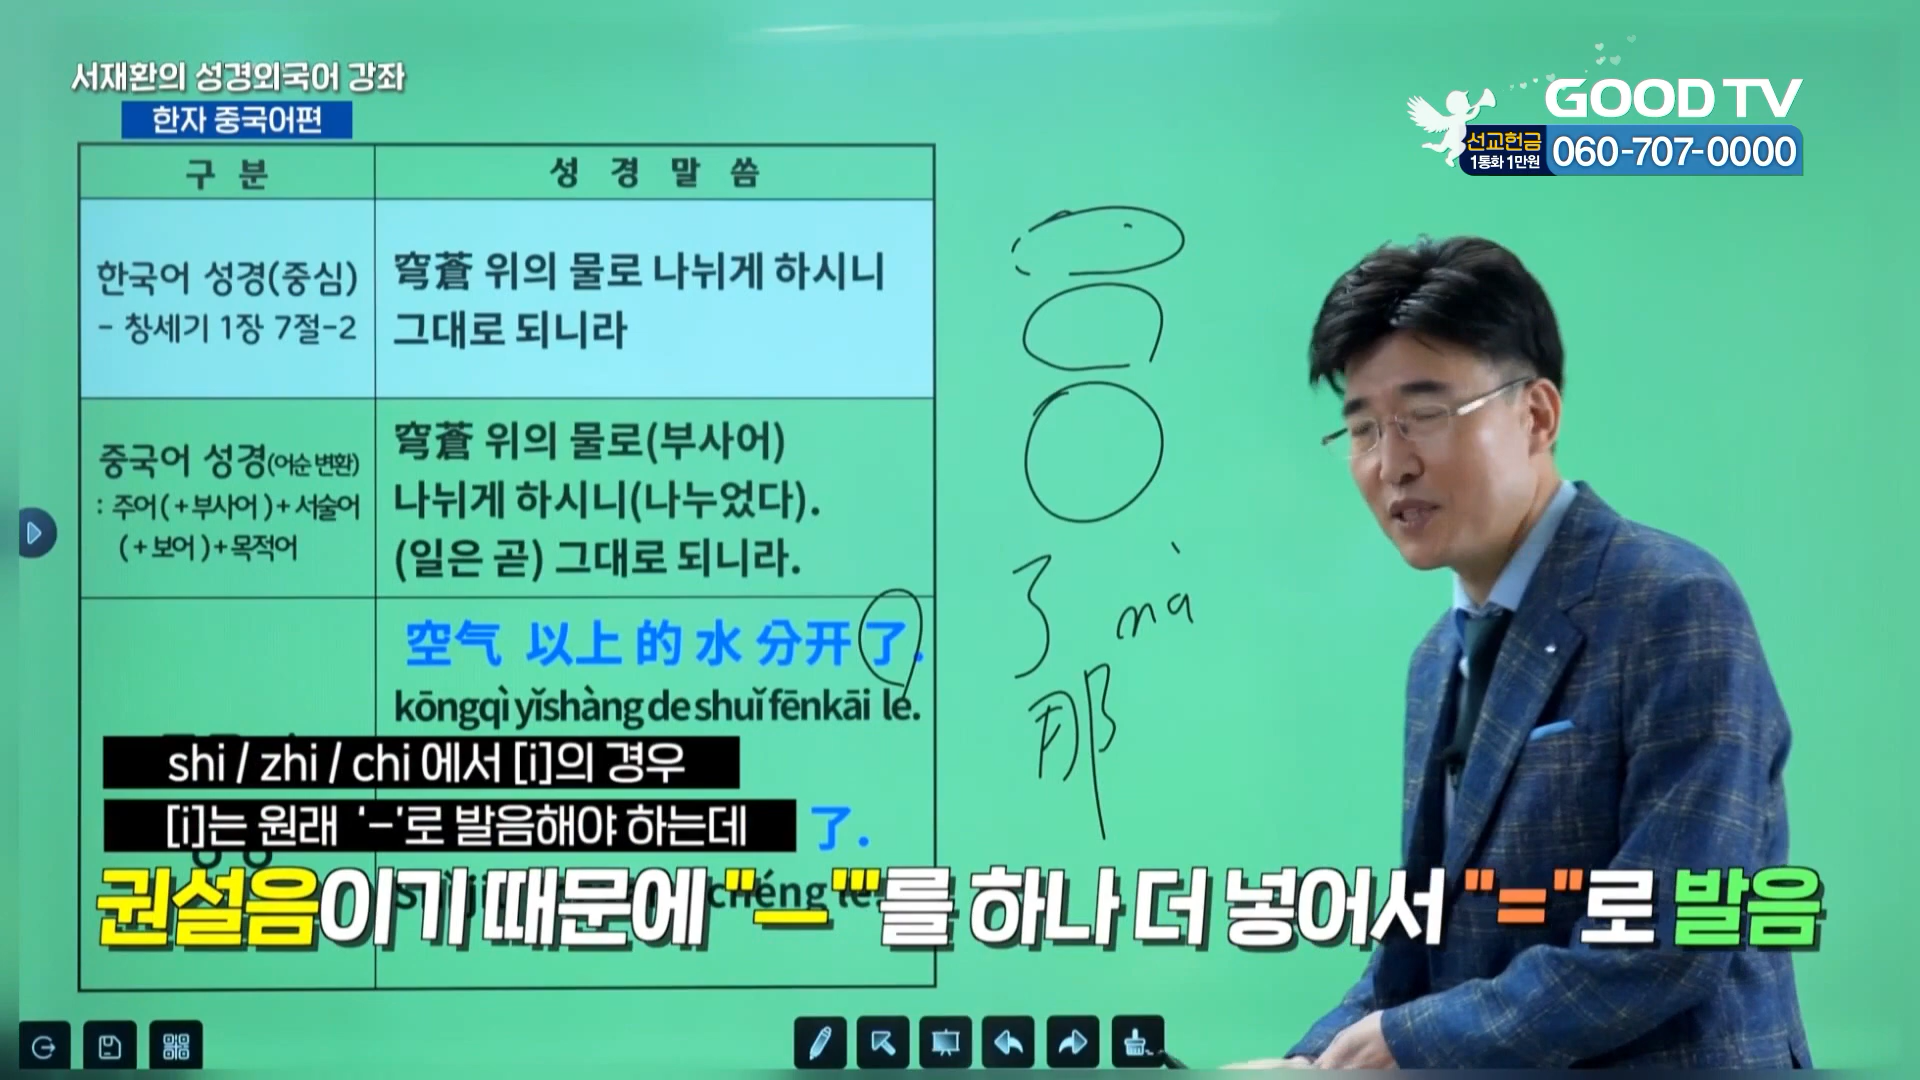 서재환의 성경외국어 강좌
한자 중국어편
GOOD TV
선교헌금
1통화 1만원
060-707-0000
구 분
성 경 말 씀
한국어 성경(중심)
- 창세기 1장 7절-2
穹蒼 위의 물로 나뉘게 하시니
그대로 되니라
중국어 성경(어순 변환)
: 주어(+부사어)+서술어
(+보어)+목적어
穹蒼 위의 물로(부사어)
나뉘게 하시니(나누었다).
(일은 곧) 그대로 되니라.
空气 以上 的 水 分开 了.
kōngqì yǐshàng de shuǐ fēnkāi le.
了 nà
那
shi / zhi / chi 에서 [i]의 경우
[i]는 원래 'ㅡ'로 발음해야 하는데
了.
chéng le.
권설음이기 때문에 "ㅡ"를 하나 더 넣어서 "="로 발음